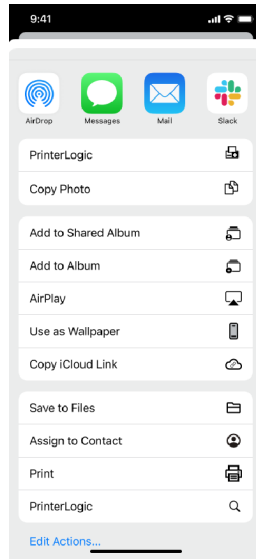 9:41
AirDrop Messages Mail Slack
PrinterLogic
Copy Photo
Add to Shared Album
Add to Album
AirPlay
Use as Wallpaper
Copy iCloud Link
Save to Files
Assign to Contact
Print
PrinterLogic
Edit Actions...